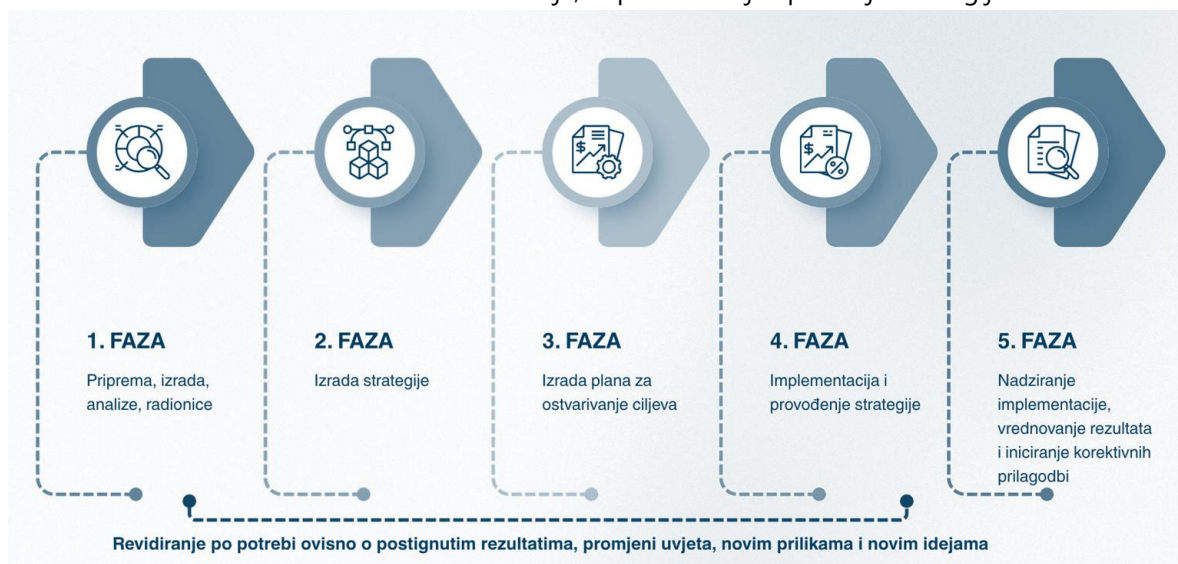 1. FAZA
Priprema, izrada,
analize, radionice
2. FAZA
Izrada strategije
3. FAZA
Izrada plana za
ostvarivanje ciljeva
4. FAZA
Implementacija i
provođenje strategije
5. FAZA
Nadziranje
implementacije,
vrednovanje rezultata
i iniciranje korektivnih
prilagodbi
Revidiranje po potrebi ovisno o postignutim rezultatima, promjeni uvjeta, novim prilikama i novim idejama